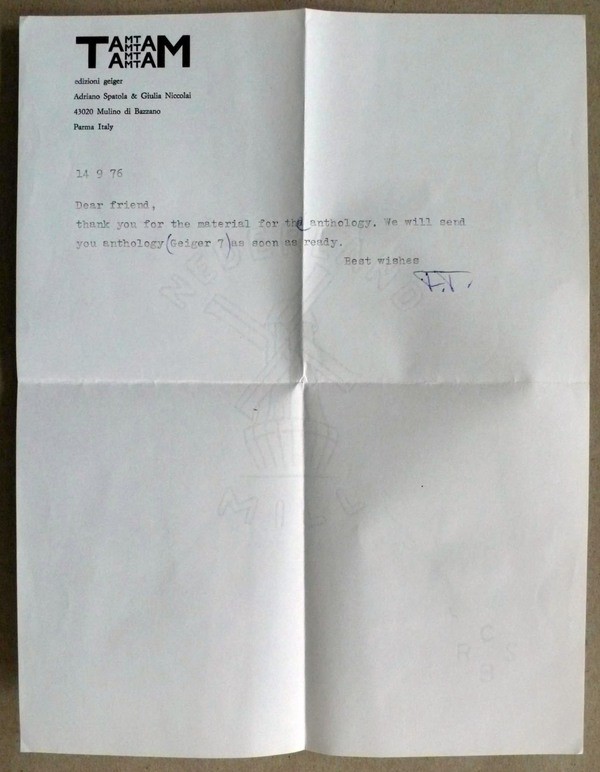 TAMTAM
edizioni geiger
Adriano Spatola & Giulia Niccolai
43020 Mulino di Bazzano
Parma Italy
14 9 76
Dear friend,
thank you for the material for the anthology. We will send
you anthology (Geiger 7) as soon as ready.
Best wishes
MILL
C
R S
B